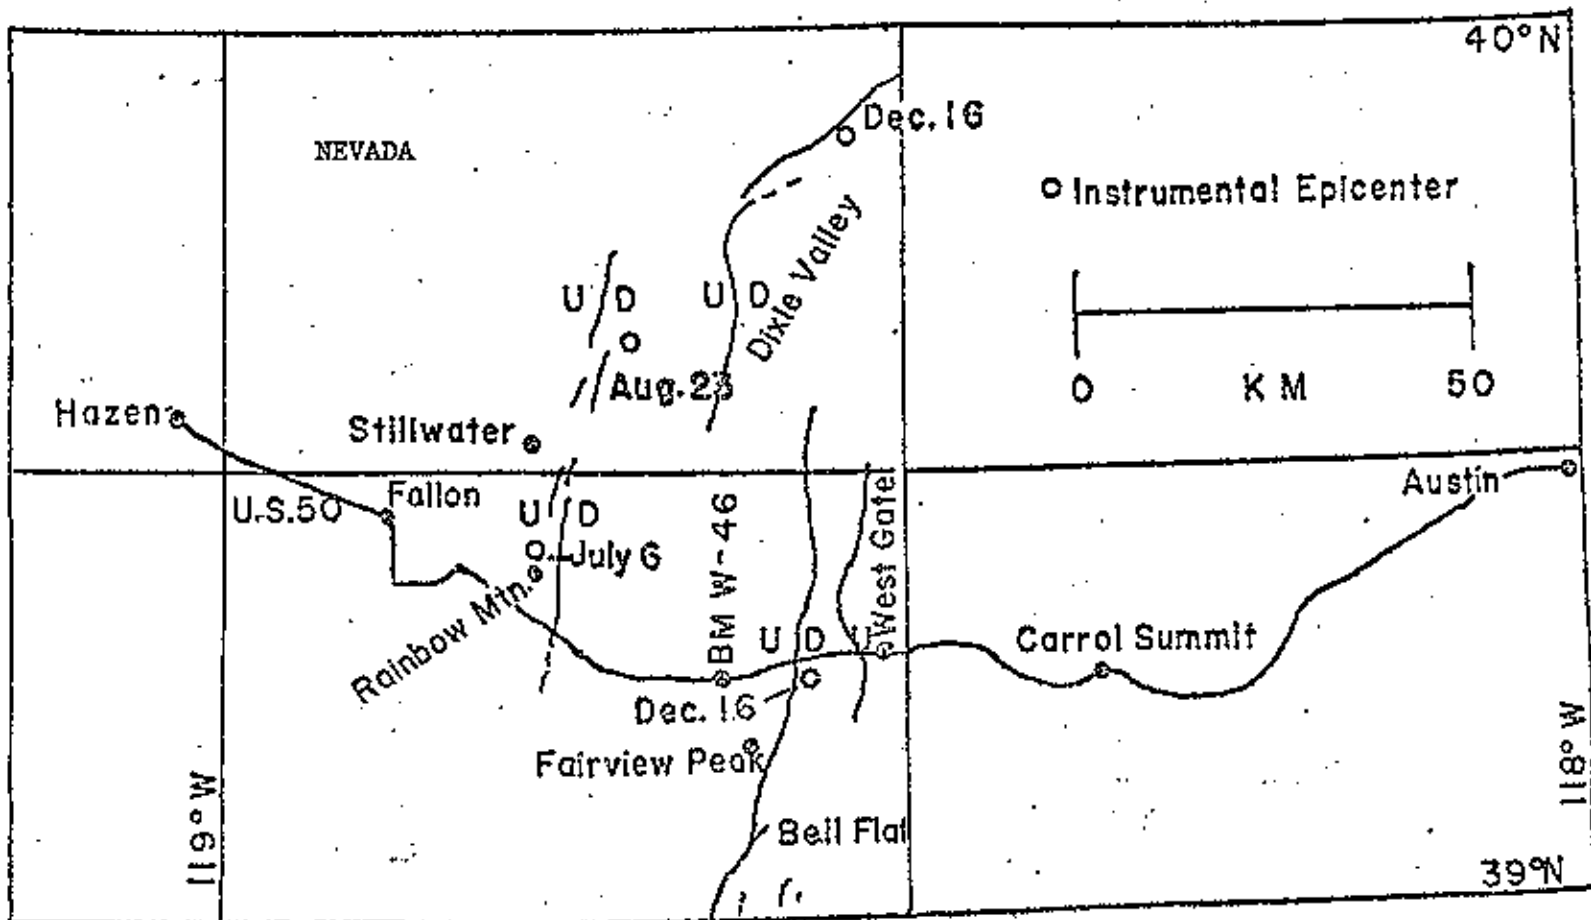 40°N
Dec. 16
NEVADA
Instrumental Epicenter
U D
U D
Dixie Valley
0 KM 50
Aug. 23
Hazen
Stillwater
Austin
U.S.50
Fallon
U D
July 6
Rainbow Mtn.
BM W-46
West Gate
U D U
Carrol Summit
Dec. 16
Fairview Peak
Bell Flat
119°W
118°W
39°N